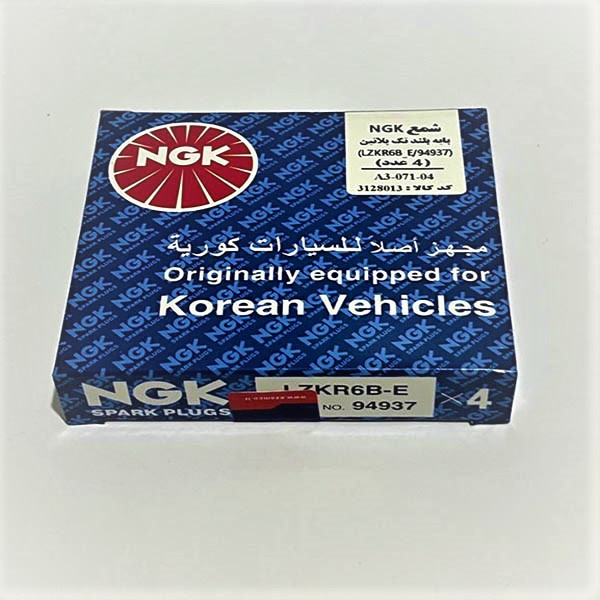 NGK
شمع NGK
پایه بلند تک پلاتین
(LZKR6B_E/94937)
(4 عدد)
A3-071-04
کد کالا : 3128013
مجهز أصلاً للسيارات كورية
Originally equipped for
Korean Vehicles
NGK
SPARK PLUGS
LZKR6B-E
NO. 94937
×4